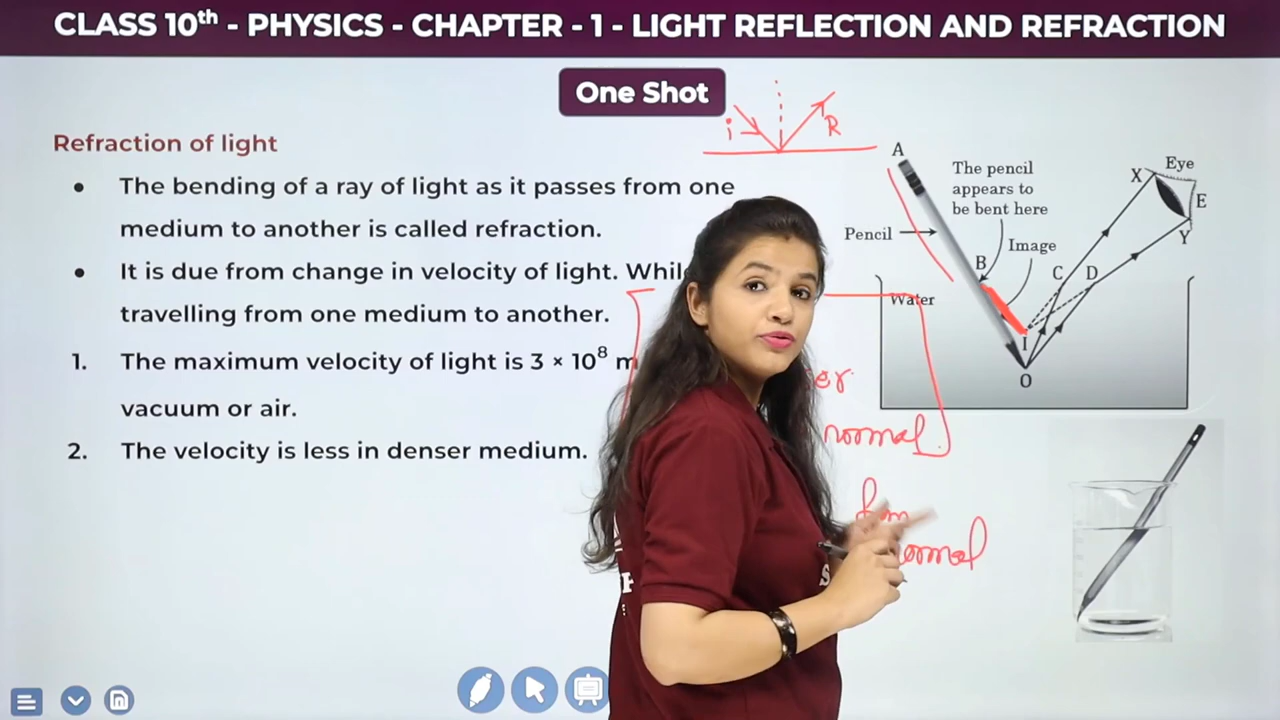 CLASS 10th - PHYSICS - CHAPTER - 1 - LIGHT REFLECTION AND REFRACTION
One Shot
Refraction of light
• The bending of a ray of light as it passes from one
medium to another is called refraction.
• It is due from change in velocity of light. While
travelling from one medium to another.
1. The maximum velocity of light is 3 × 10⁸ m
vacuum or air.
2. The velocity is less in denser medium.
i
R
A
The pencil
appears to
be bent here
Pencil
Image
B
C
D
X
Eye
E
Y
Water
I
O
normal